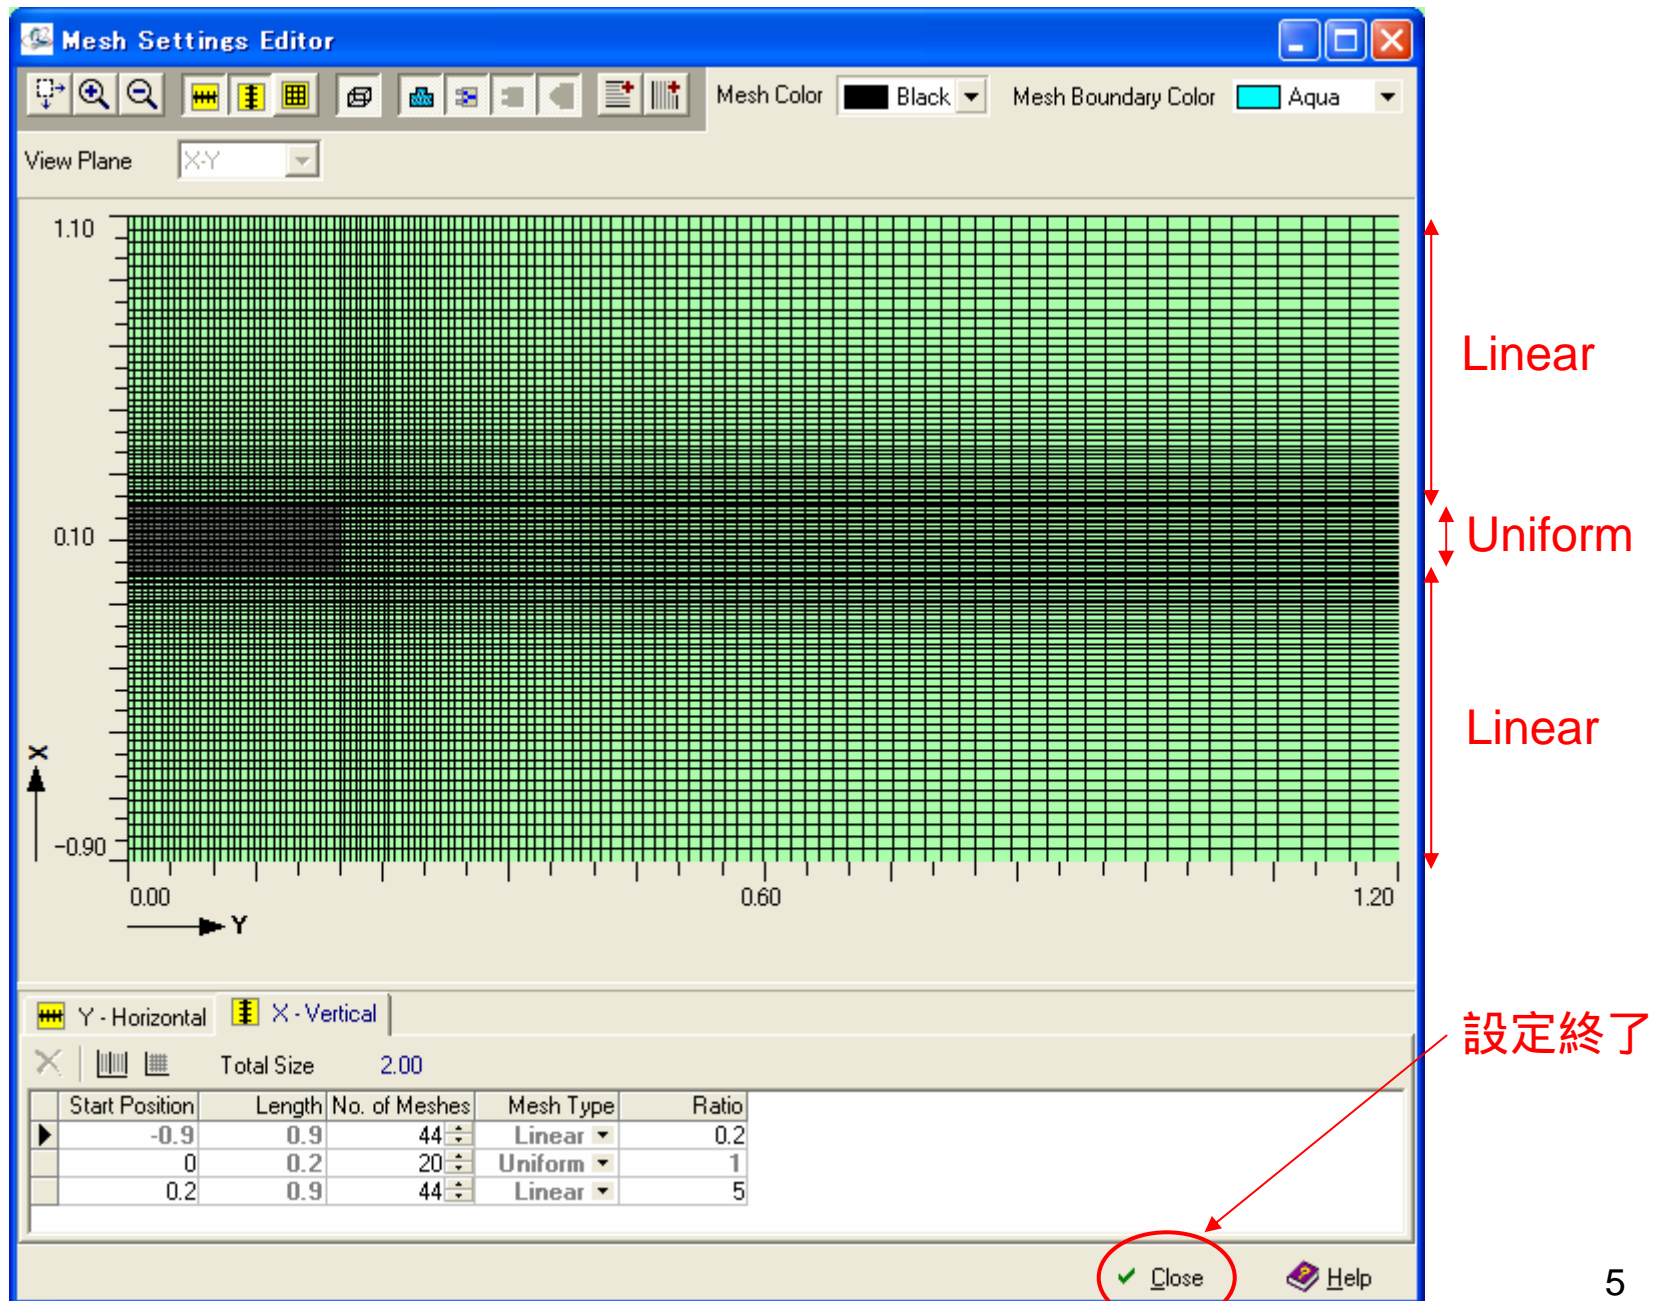 Mesh Settings Editor
Mesh Color Black Mesh Boundary Color Aqua
View Plane X-Y
1.10
Linear
0.10
Uniform
Linear
X
-0.90
0.00 0.60 1.20
Y
Y - Horizontal X - Vertical
設定終了
Total Size 2.00
Start Position Length No. of Meshes Mesh Type Ratio
-0.9 0.9 44 Linear 0.2
0 0.2 20 Uniform 1
0.2 0.9 44 Linear 5
Close Help
5